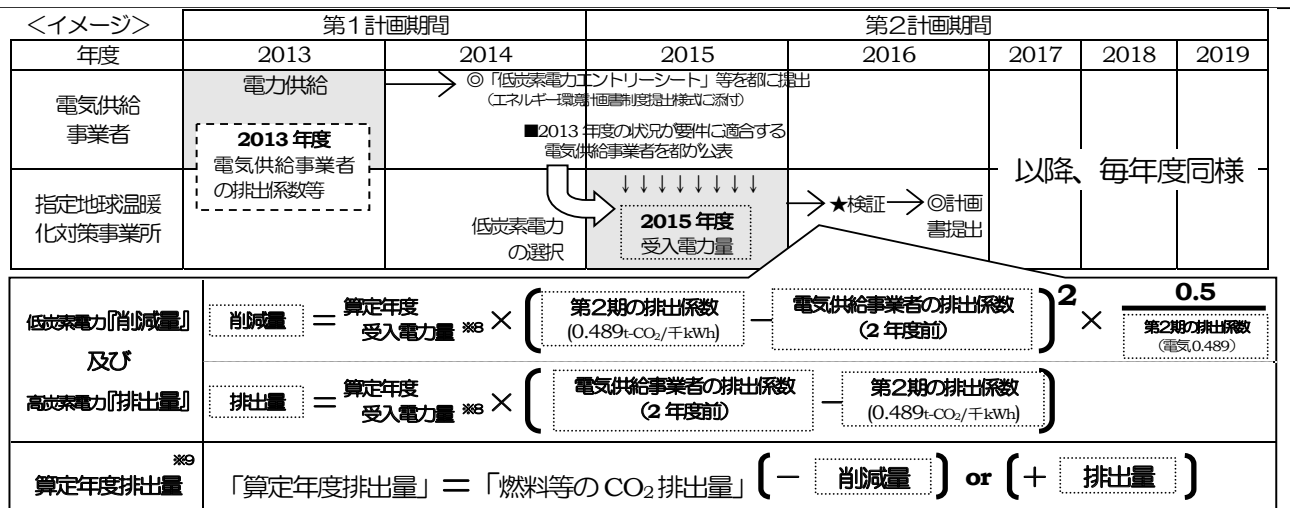 ＜イメージ＞ 第１計画期間 第２計画期間
年度 2013 2014 2015 2016 2017 2018 2019
電気供給
事業者
電力供給
2013 年度
電気供給事業者
の排出係数等
◎「低炭素電力エントリーシート」等を都に提出
（エネルギー環境計画書制度提出様式に添付）
■2013 年度の状況が要件に適合する
電気供給事業者を都が公表
以降、毎年度同様
指定地球温暖
化対策事業所
低炭素電力
の選択
↓↓↓↓↓↓↓↓
2015 年度
受入電力量
★検証
◎計画
書提出
低炭素電力『削減量』
及び
高炭素電力『排出量』
削減量 ＝ 算定年度
受入電力量 ※8 × ( 第２期の排出係数
(0.489t-CO₂/千kWh) － 電気供給事業者の排出係数
（2 年度前） )2 × 0.5
第２期の排出係数
（電気0.489）
排出量 ＝ 算定年度
受入電力量 ※8 × ( 電気供給事業者の排出係数
（2 年度前） － 第２期の排出係数
(0.489t-CO₂/千kWh) )
※9
算定年度排出量
「算定年度排出量」＝「燃料等の CO₂ 排出量」(－ 削減量 ) or (＋ 排出量 )